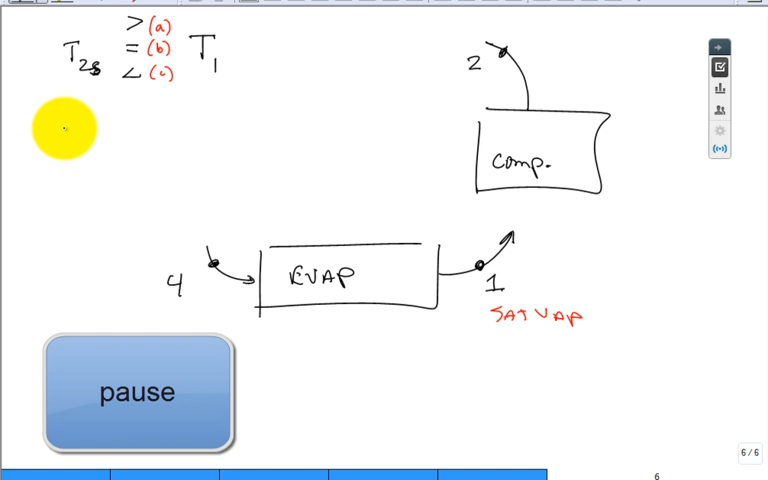 > (a)
T2s = (b) T1
< (c)
2
comp.
4
EVAP
1
SAT VAP
pause
6 / 6
6